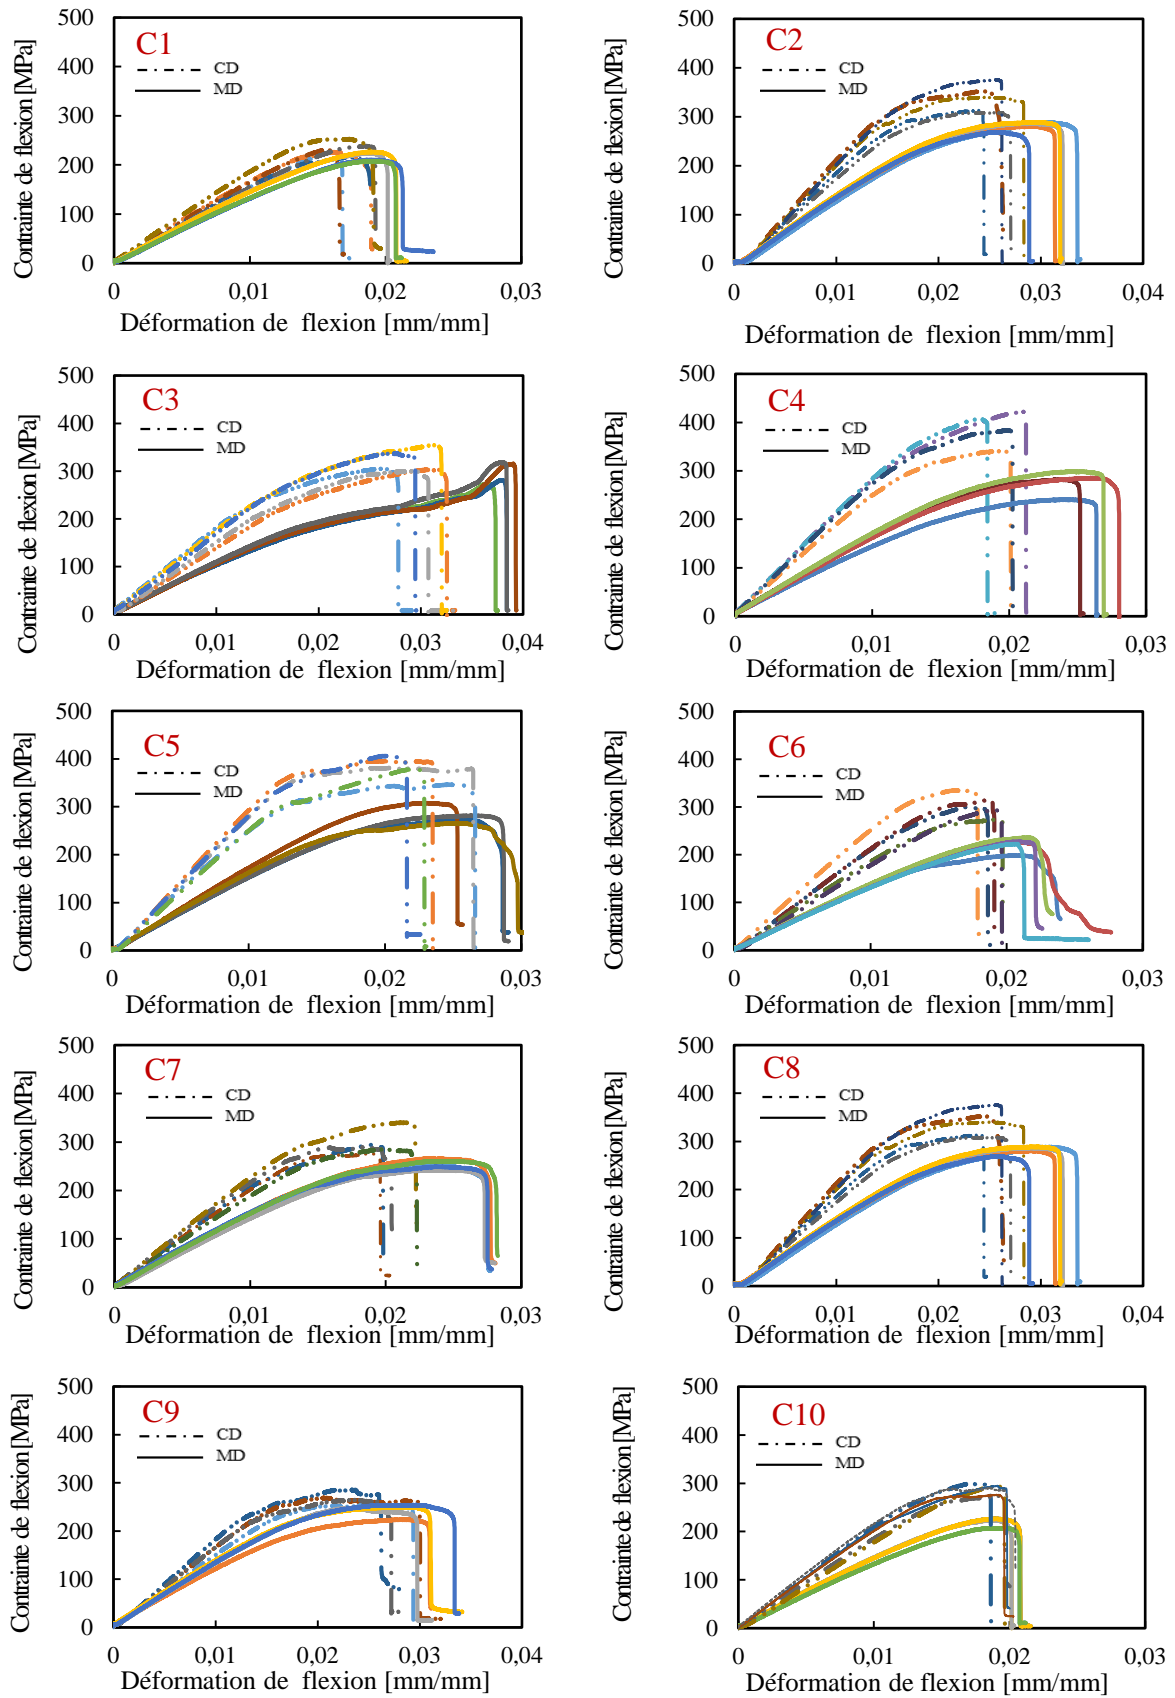 C1
CD
MD
Contrainte de flexion [MPa]
500
400
300
200
100
0
0 0,01 0,02 0,03
Déformation de flexion [mm/mm]
C2
CD
MD
Contrainte de flexion [MPa]
500
400
300
200
100
0
0 0,01 0,02 0,03 0,04
Déformation de flexion [mm/mm]
C3
CD
MD
Contrainte de flexion [MPa]
500
400
300
200
100
0
0 0,01 0,02 0,03 0,04
Déformation de flexion [mm/mm]
C4
CD
MD
Contrainte de flexion [MPa]
500
400
300
200
100
0
0 0,01 0,02 0,03
Déformation de flexion [mm/mm]
C5
CD
MD
Contrainte de flexion [MPa]
500
400
300
200
100
0
0 0,01 0,02 0,03
Déformation de flexion [mm/mm]
C6
CD
MD
Contrainte de flexion [MPa]
500
400
300
200
100
0
0 0,01 0,02 0,03
Déformation de flexion [mm/mm]
C7
CD
MD
Contrainte de flexion [MPa]
500
400
300
200
100
0
0 0,01 0,02 0,03
Déformation de flexion [mm/mm]
C8
CD
MD
Contrainte de flexion [MPa]
500
400
300
200
100
0
0 0,01 0,02 0,03 0,04
Déformation de flexion [mm/mm]
C9
CD
MD
Contrainte de flexion [MPa]
500
400
300
200
100
0
0 0,01 0,02 0,03 0,04
Déformation de flexion [mm/mm]
C10
CD
MD
Contrainte de flexion [MPa]
500
400
300
200
100
0
0 0,01 0,02 0,03
Déformation de flexion [mm/mm]